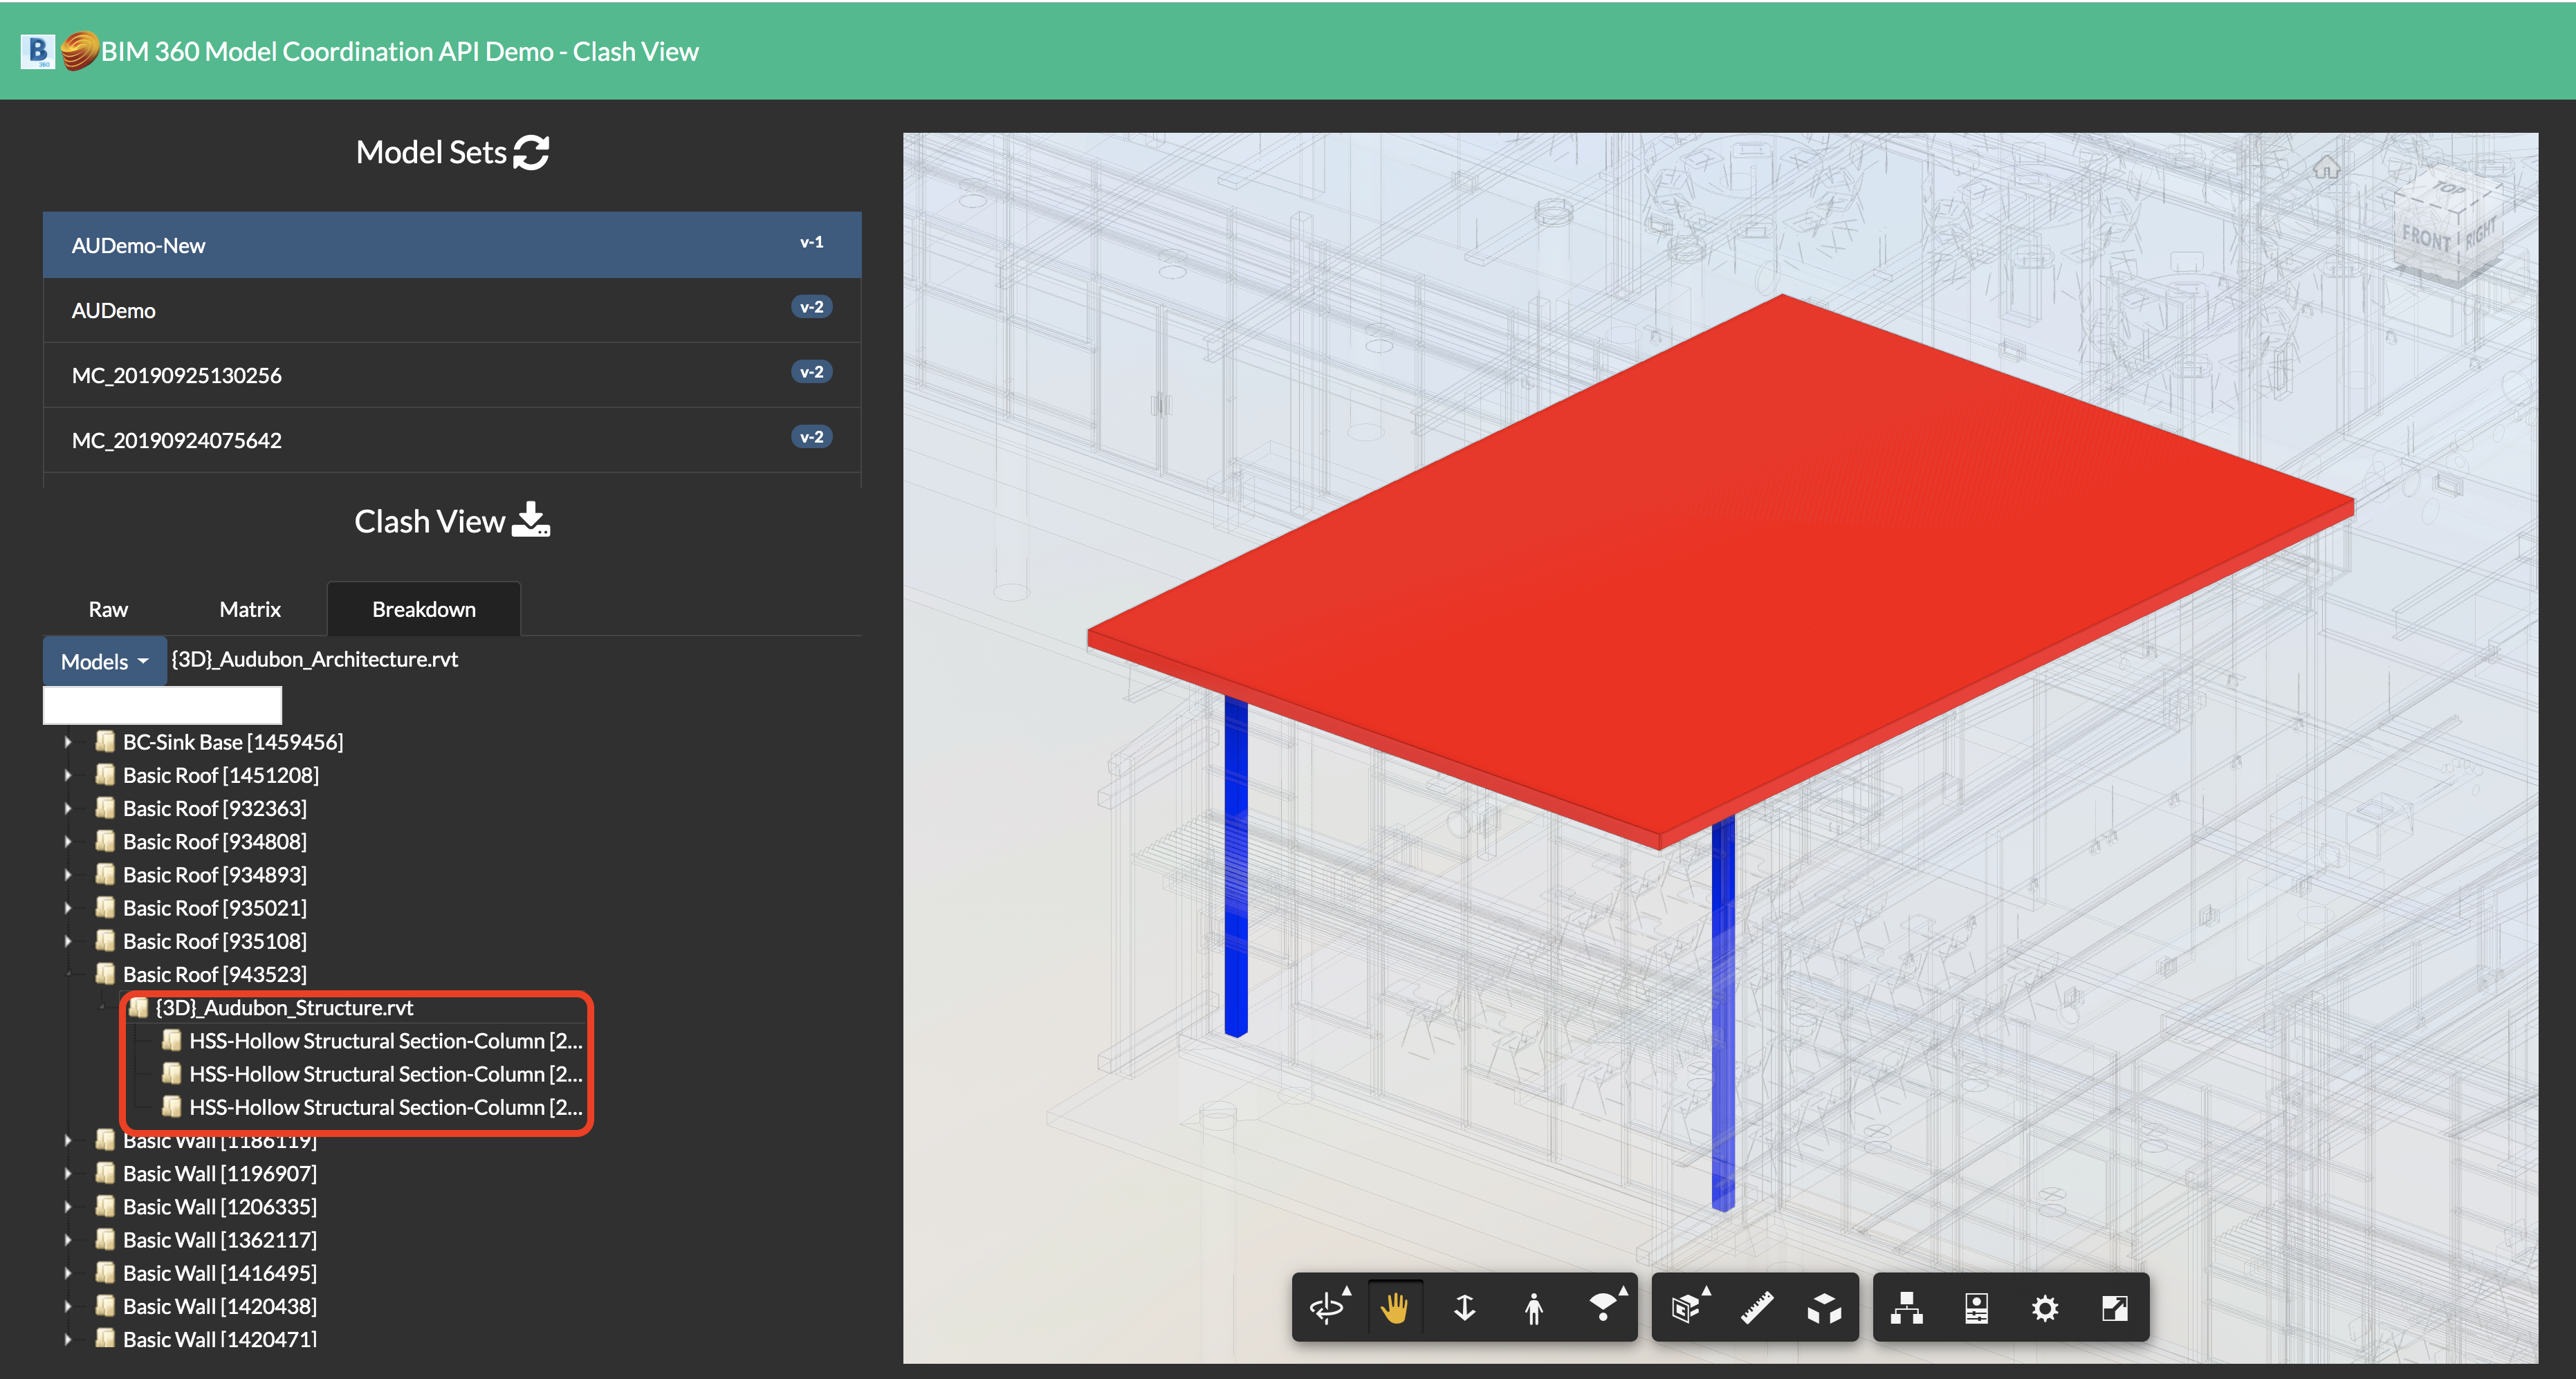 B
360
BIM 360 Model Coordination API Demo - Clash View
Model Sets
AUDemo-New v-1
AUDemo v-2
MC_20190925130256 v-2
MC_20190924075642 v-2
Clash View
Raw Matrix Breakdown
Models {3D}_Audubon_Architecture.rvt
BC-Sink Base [1459456]
Basic Roof [1451208]
Basic Roof [932363]
Basic Roof [934808]
Basic Roof [934893]
Basic Roof [935021]
Basic Roof [935108]
Basic Roof [943523]
{3D}_Audubon_Structure.rvt
HSS-Hollow Structural Section-Column [2...
HSS-Hollow Structural Section-Column [2...
HSS-Hollow Structural Section-Column [2...
Basic Wall [1186119]
Basic Wall [1196907]
Basic Wall [1206335]
Basic Wall [1362117]
Basic Wall [1416495]
Basic Wall [1420438]
Basic Wall [1420471]
TOP
FRONT RIGHT